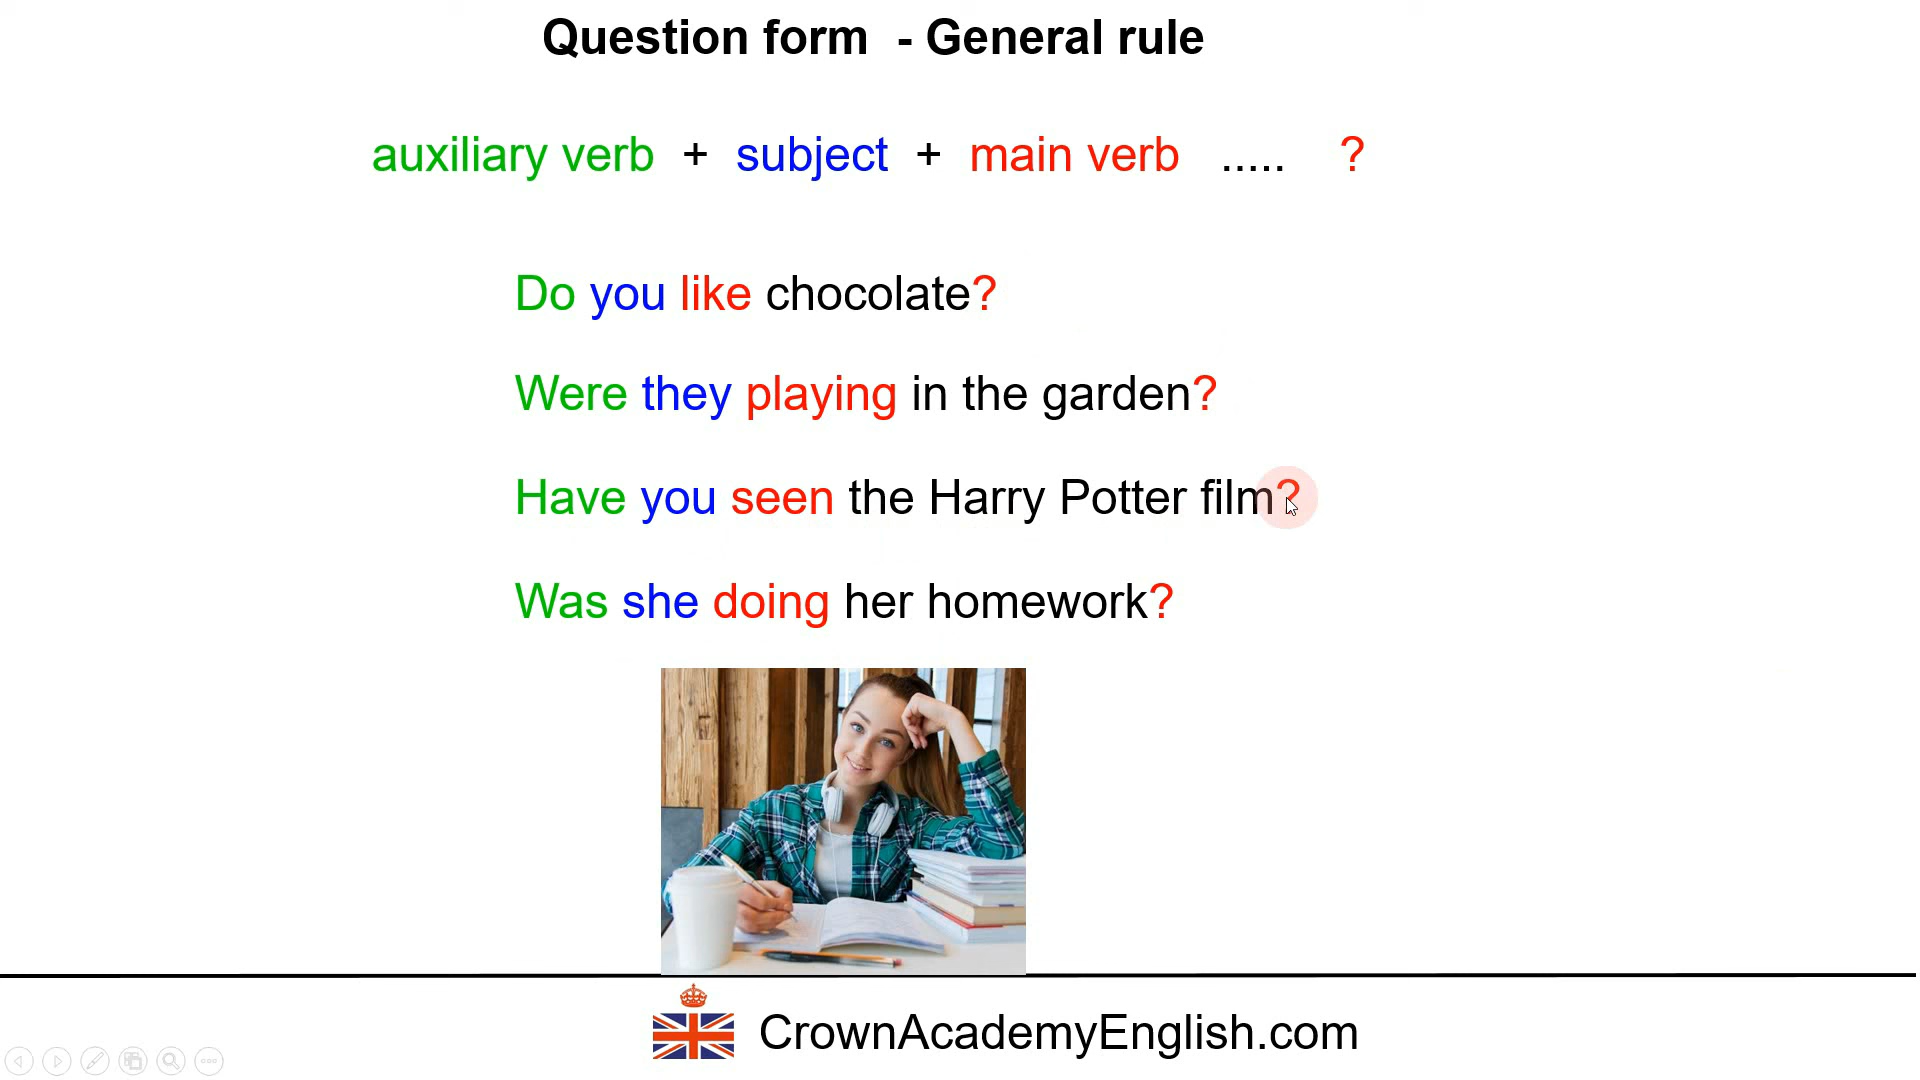 Question form - General rule
auxiliary verb + subject + main verb ..... ?
Do you like chocolate?
Were they playing in the garden?
Have you seen the Harry Potter film?
Was she doing her homework?
CrownAcademyEnglish.com